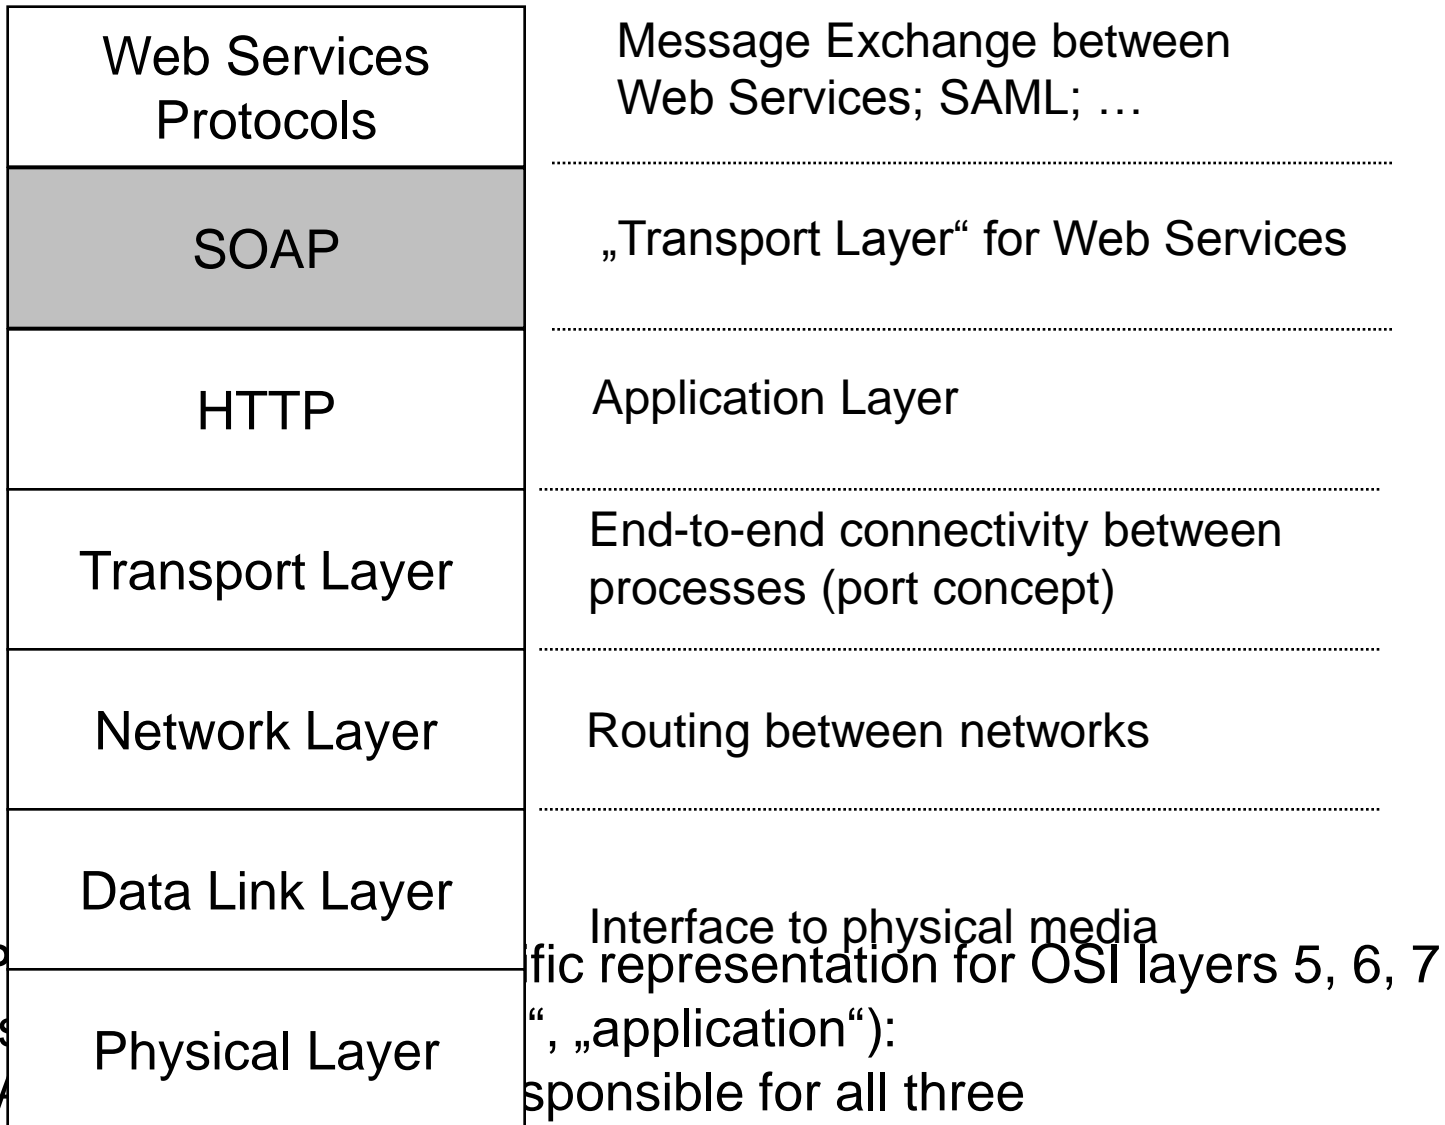 Web Services
Protocols
Message Exchange between
Web Services; SAML; …
SOAP
„Transport Layer“ for Web Services
HTTP
Application Layer
Transport Layer
End-to-end connectivity between
processes (port concept)
Network Layer
Routing between networks
Data Link Layer
Interface to physical media
representation for OSI layers 5, 6, 7
Physical Layer
“, „application“):
for all three